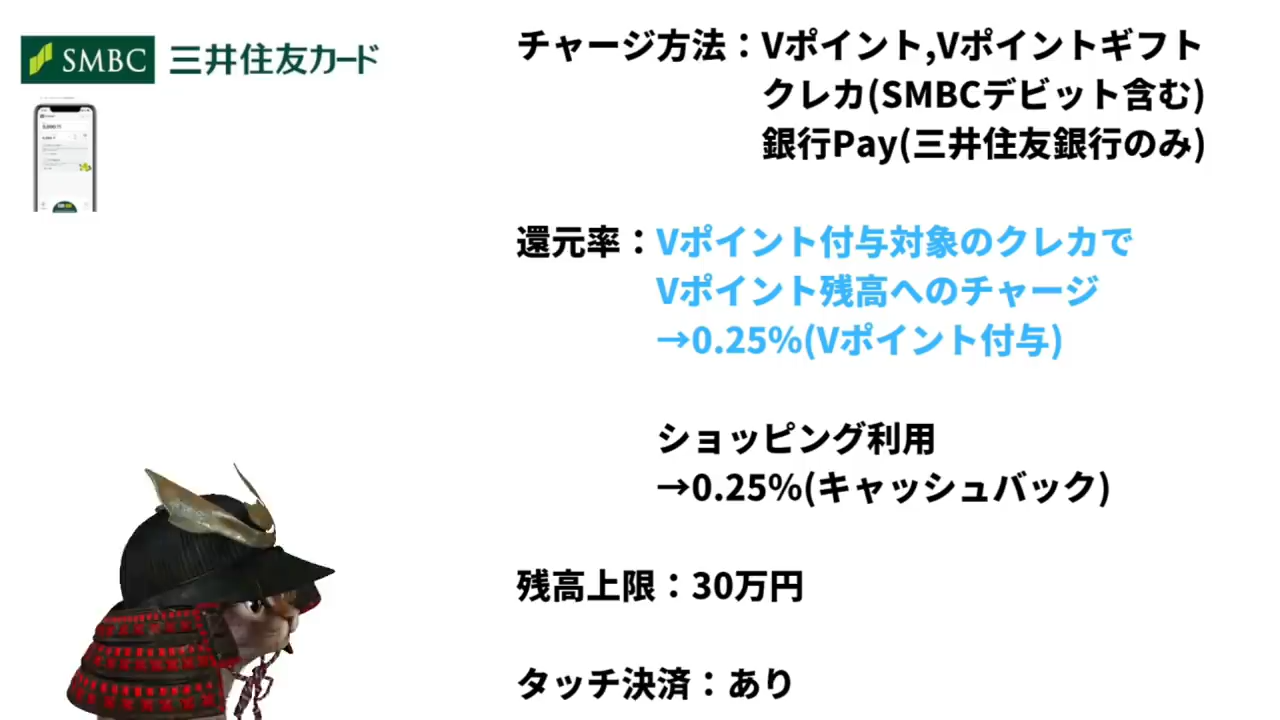 SMBC 三井住友カード
チャージ方法：Vポイント,Vポイントギフト
クレカ(SMBCデビット含む)
銀行Pay(三井住友銀行のみ)
還元率：Vポイント付与対象のクレカで
Vポイント残高へのチャージ
→0.25%(Vポイント付与)
ショッピング利用
→0.25%(キャッシュバック)
残高上限：30万円
タッチ決済：あり